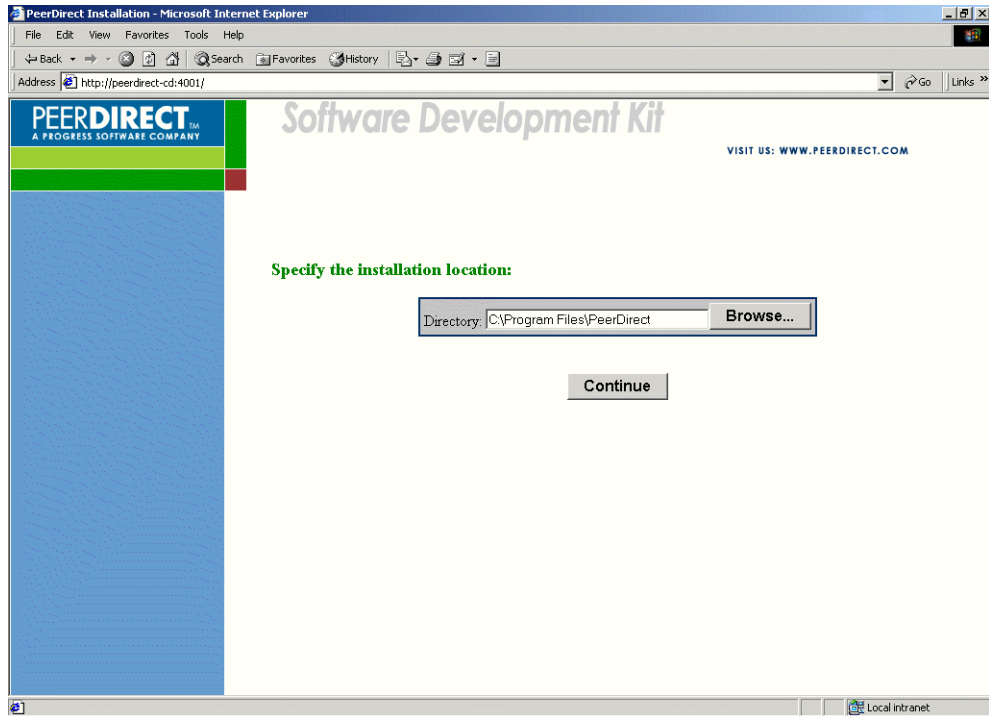 PeerDirect Installation - Microsoft Internet Explorer
File Edit View Favorites Tools Help
Back Search Favorites History
Address http://peerdirect-cd:4001/ Go Links »
PEERDIRECT TM
A PROGRESS SOFTWARE COMPANY
Software Development Kit
VISIT US: WWW.PEERDIRECT.COM
Specify the installation location:
Directory: C:\Program Files\PeerDirect Browse...
Continue
Local intranet